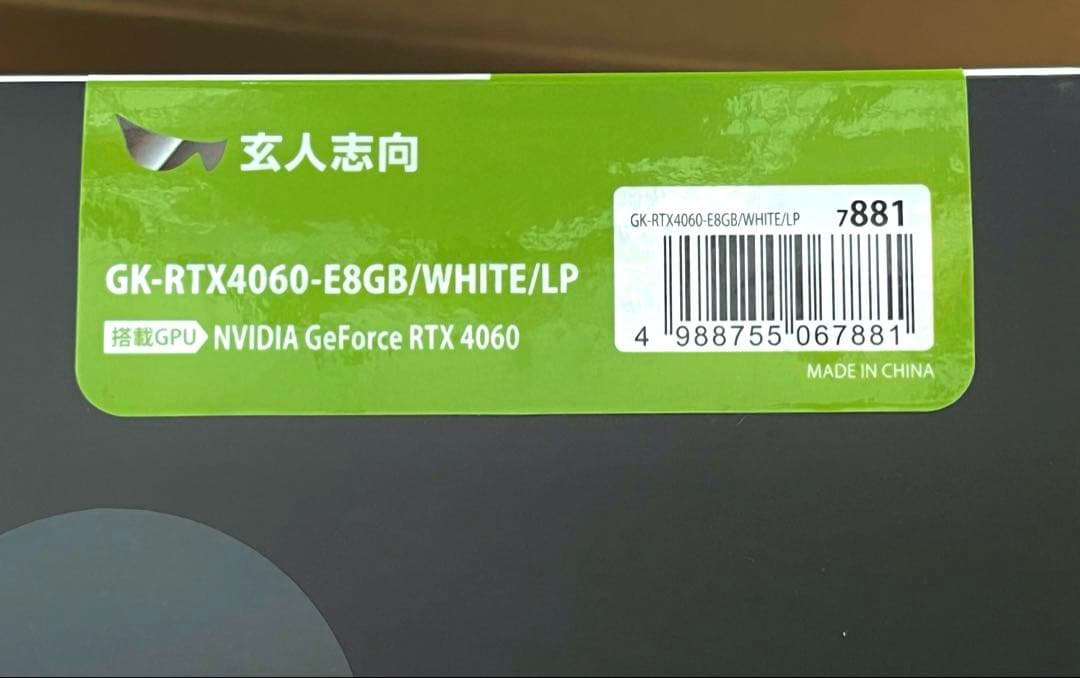 玄人志向
GK-RTX4060-E8GB/WHITE/LP
搭載GPU NVIDIA GeForce RTX 4060
GK-RTX4060-E8GB/WHITE/LP 7881
4 988755 067881
MADE IN CHINA